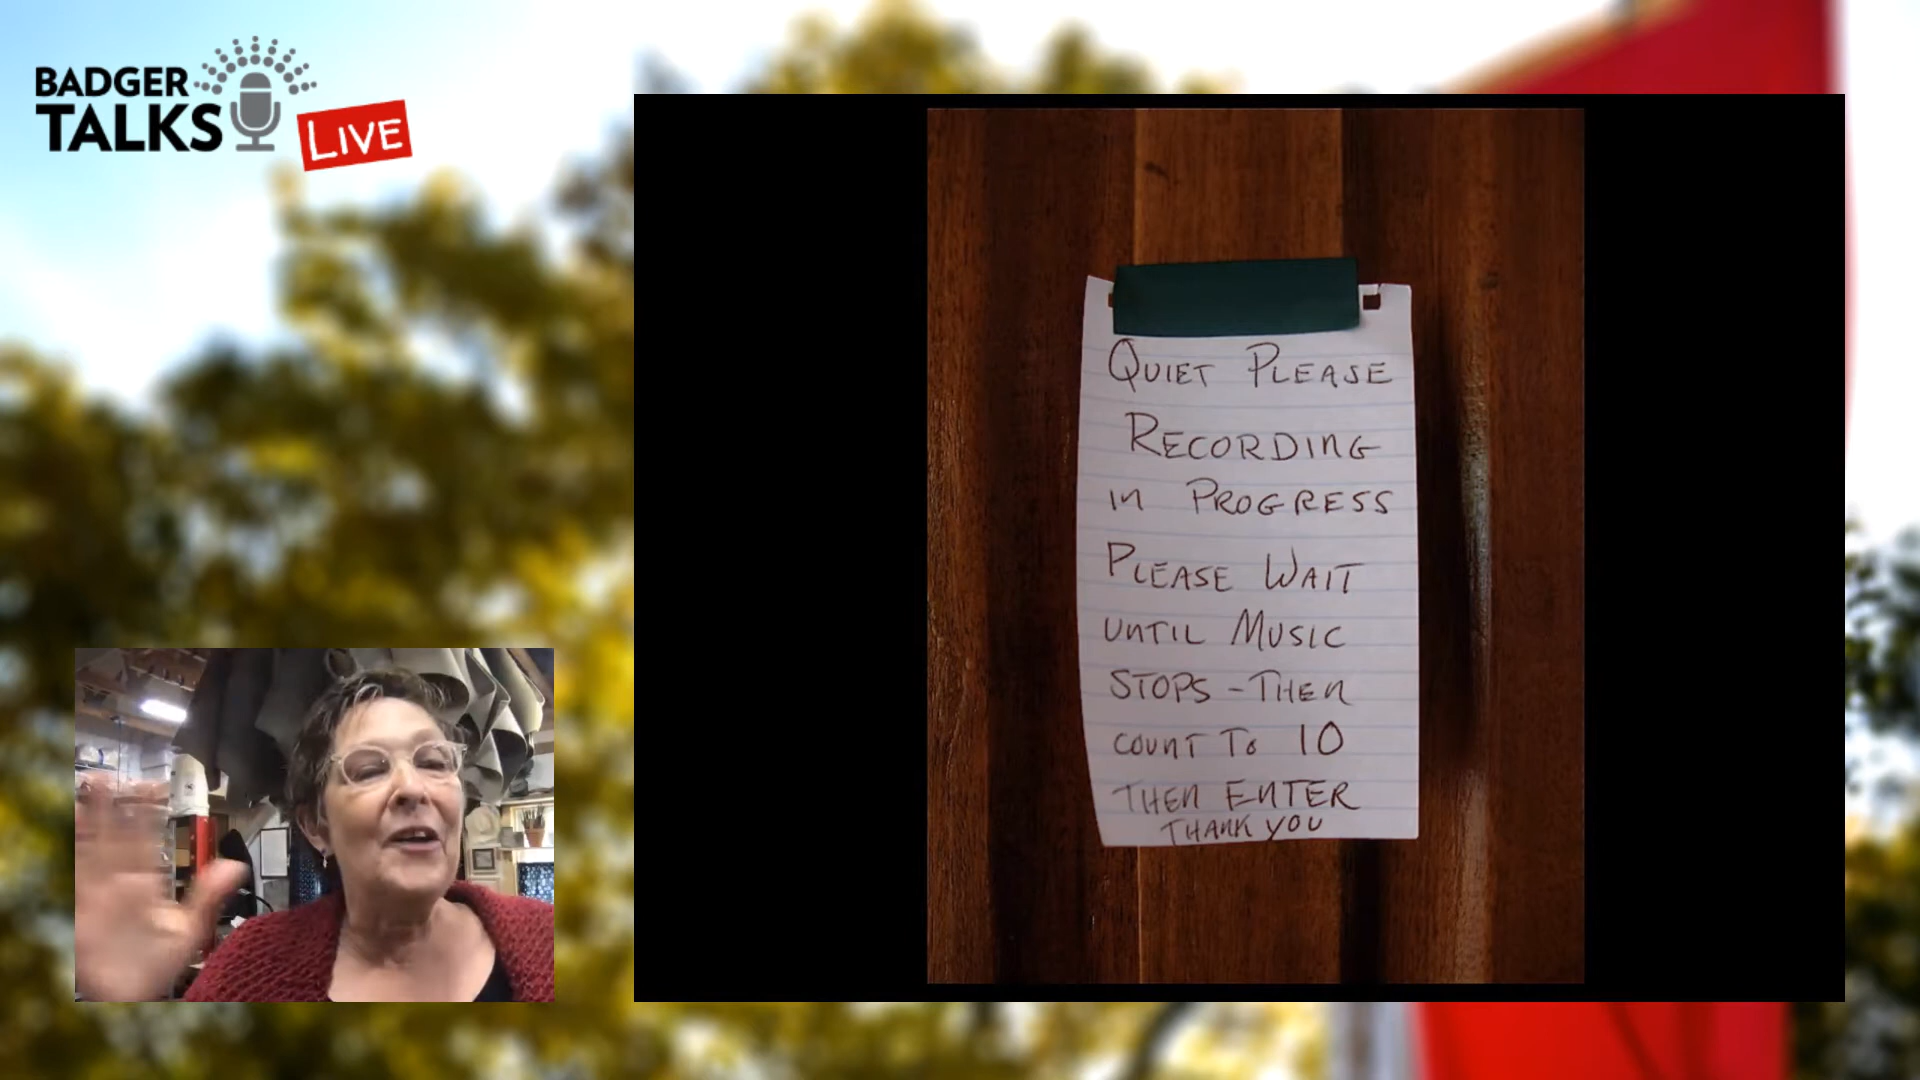 BADGER
TALKS
LIVE
QUIET PLEASE
RECORDING
IN PROGRESS
PLEASE WAIT
UNTIL MUSIC
STOPS - THEN
COUNT To 10
THEN ENTER
THANK YOU